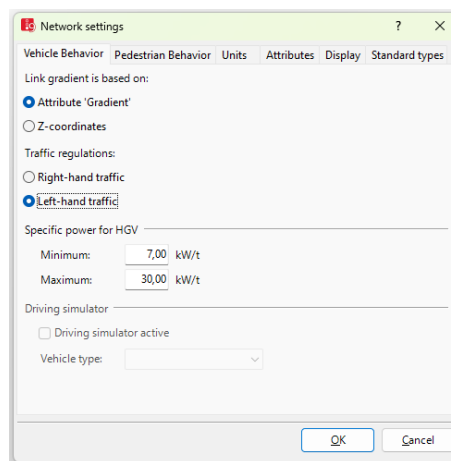 Network settings ? ×
Vehicle Behavior Pedestrian Behavior Units Attributes Display Standard types
Link gradient is based on:
Attribute 'Gradient'
Z-coordinates
Traffic regulations:
Right-hand traffic
Left-hand traffic
Specific power for HGV
Minimum: 7,00 kW/t
Maximum: 30,00 kW/t
Driving simulator
Driving simulator active
Vehicle type:
OK Cancel